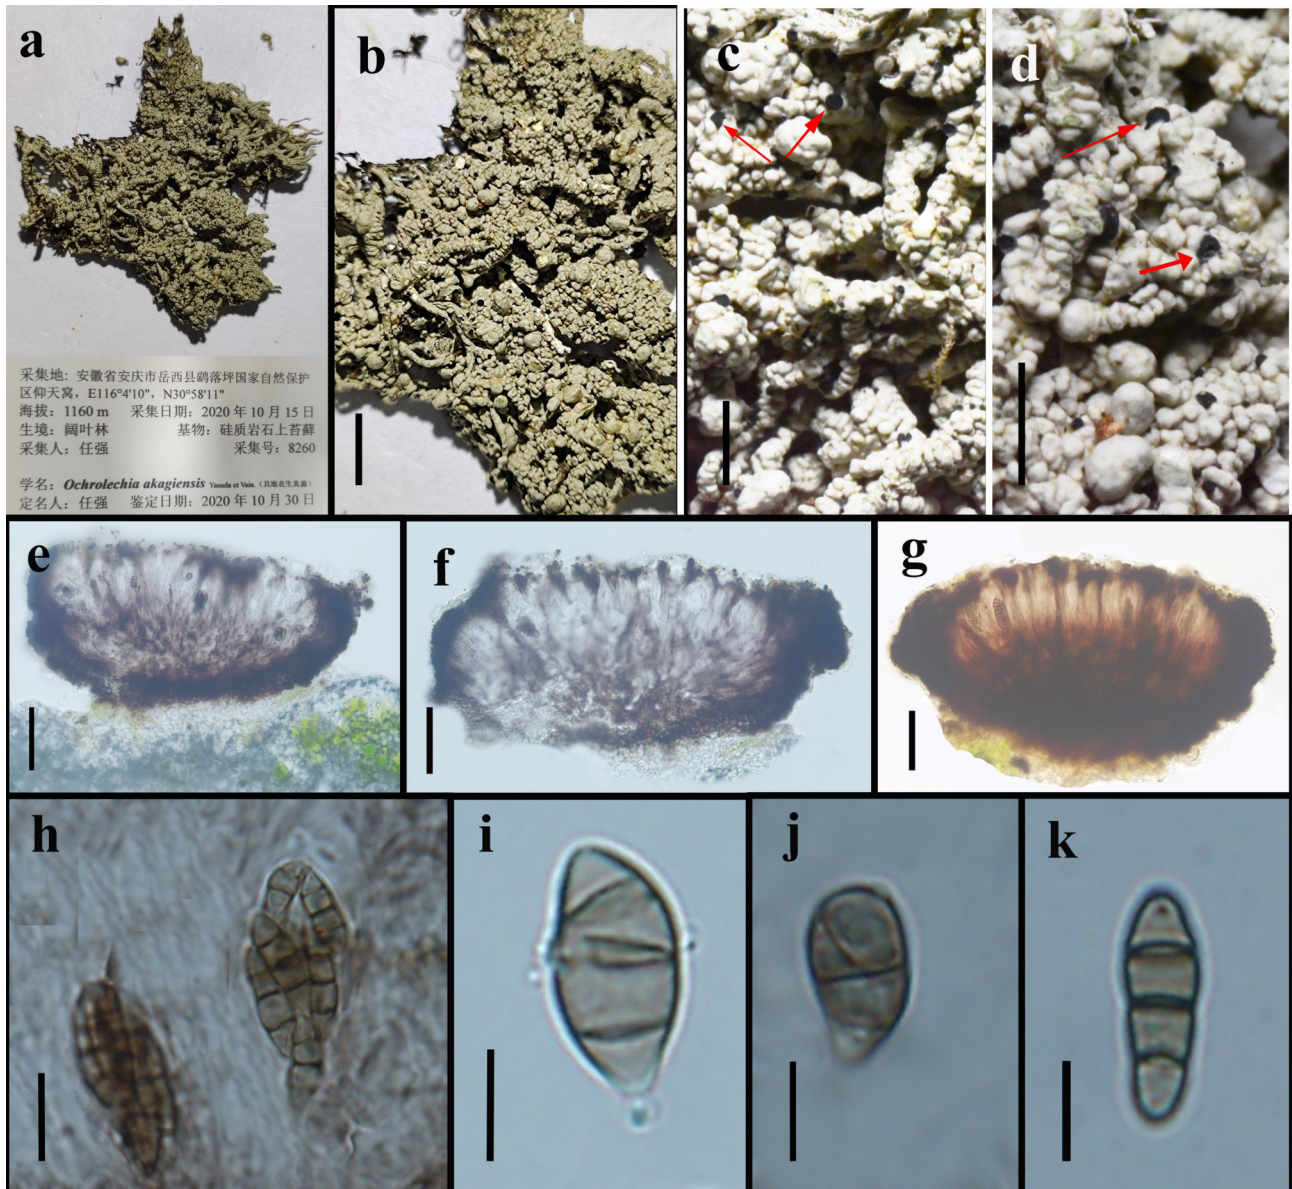 a
b
c
d
采集地: 安徽省安庆市岳西县鹞落坪国家自然保护
区仰天窝，E116°4'10"，N30°58'11"
海拔: 1160 m 采集日期: 2020 年 10 月 15 日
生境: 阔叶林 基物: 硅质岩石上苔藓
采集人: 任强 采集号: 8260
学名: Ochrolechia akagiensis Yasuda et Vain.
定名人: 任强 鉴定日期: 2020 年 10 月 30 日
e
f
g
h
i
j
k